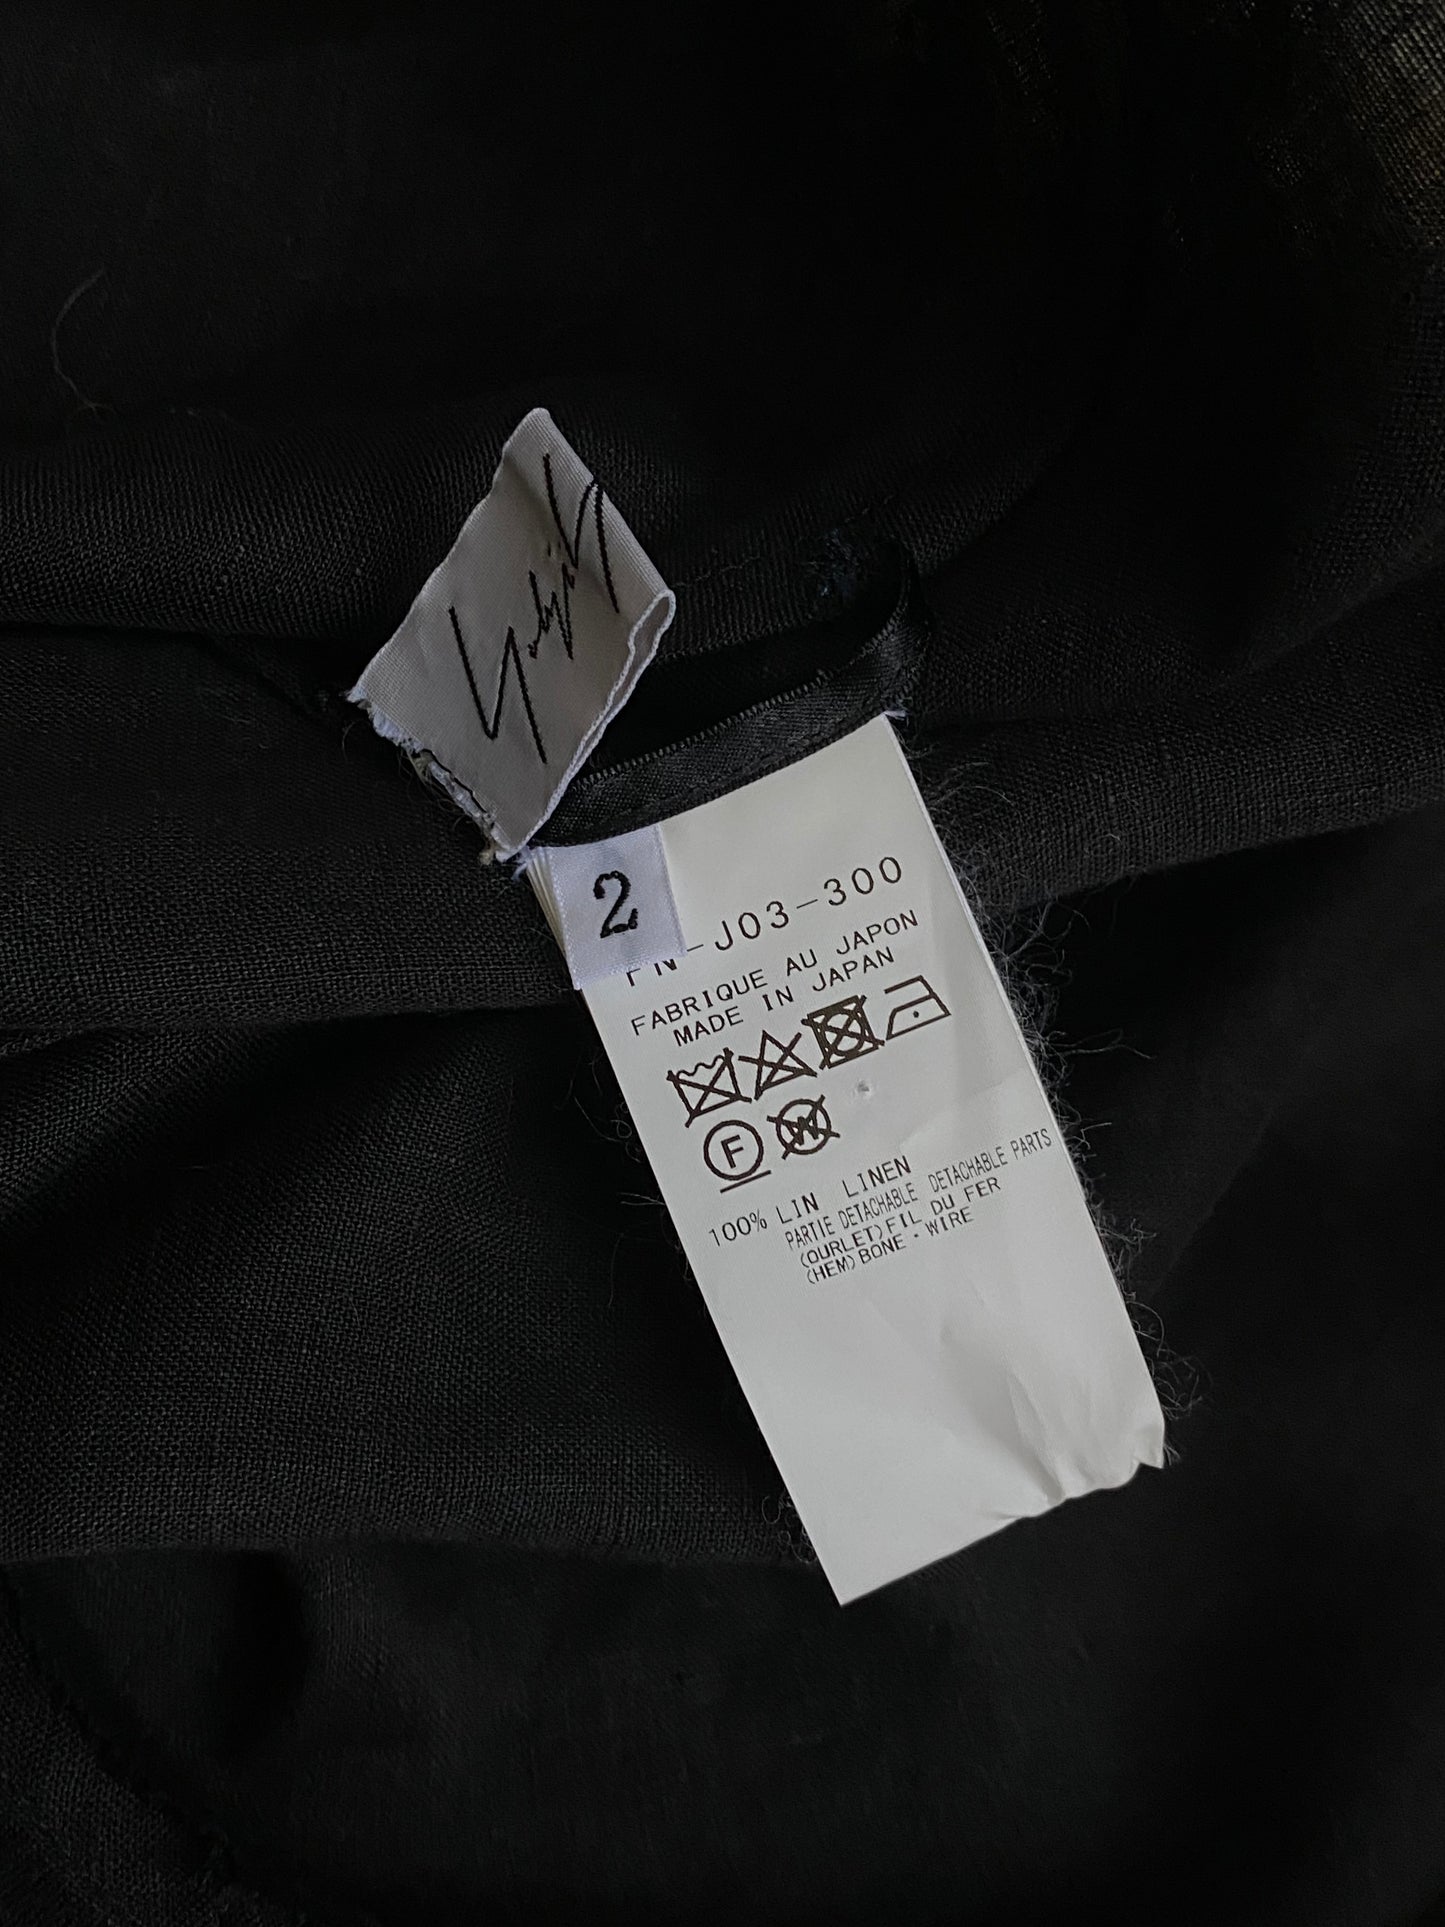 2
FN-J03-300
FABRIQUE AU JAPON
MADE IN JAPAN
F
W
100% LIN LINEN
PARTIE DETACHABLE DETACHABLE PARTS
(OURLET) FIL DU FER
(HEM) BONE・WIRE